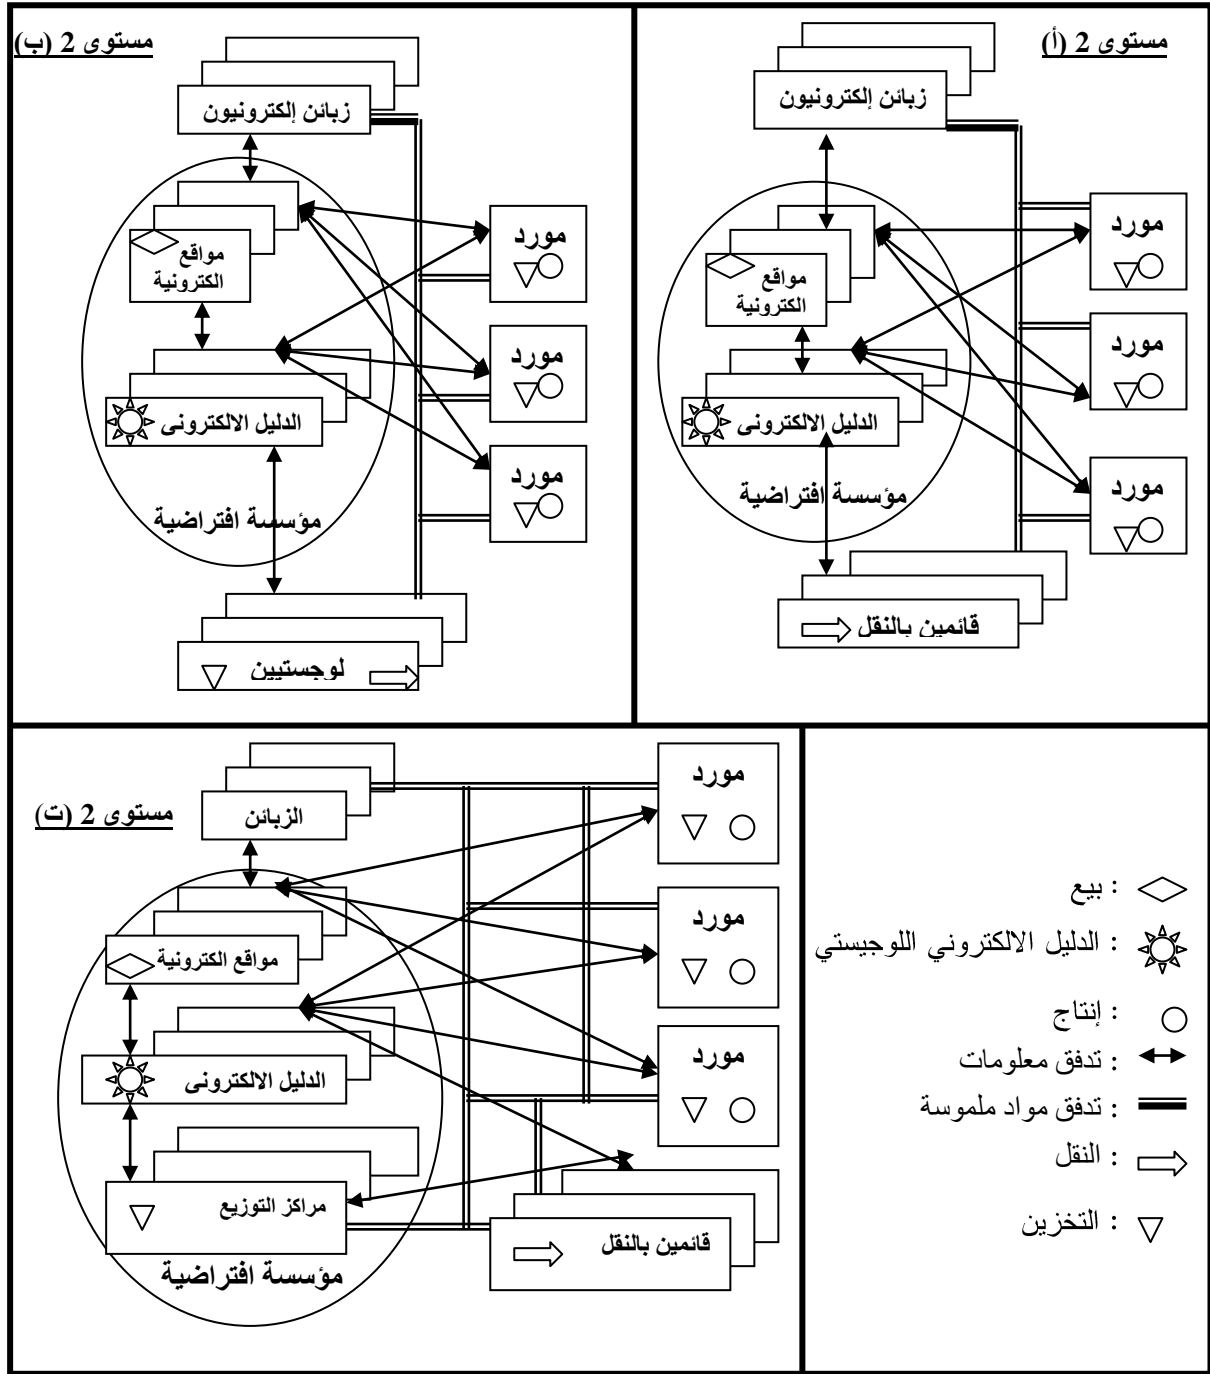 مستوى 2 (أ)
زبائن إلكترونيون
مواقع
الكترونية
الدليل الالكترونى
مؤسسة افتراضية
مورد
مورد
مورد
قائمين بالنقل
مستوى 2 (ب)
زبائن إلكترونيون
مواقع
الكترونية
الدليل الالكترونى
مؤسسة افتراضية
مورد
مورد
مورد
لوجستيين
: بيع
: الدليل الالكتروني اللوجيستي
: إنتاج
: تدفق معلومات
: تدفق مواد ملموسة
: النقل
: التخزين
مستوى 2 (ت)
الزبائن
مواقع الكترونية
الدليل الالكترونى
مراكز التوزيع
مؤسسة افتراضية
مورد
مورد
مورد
قائمين بالنقل